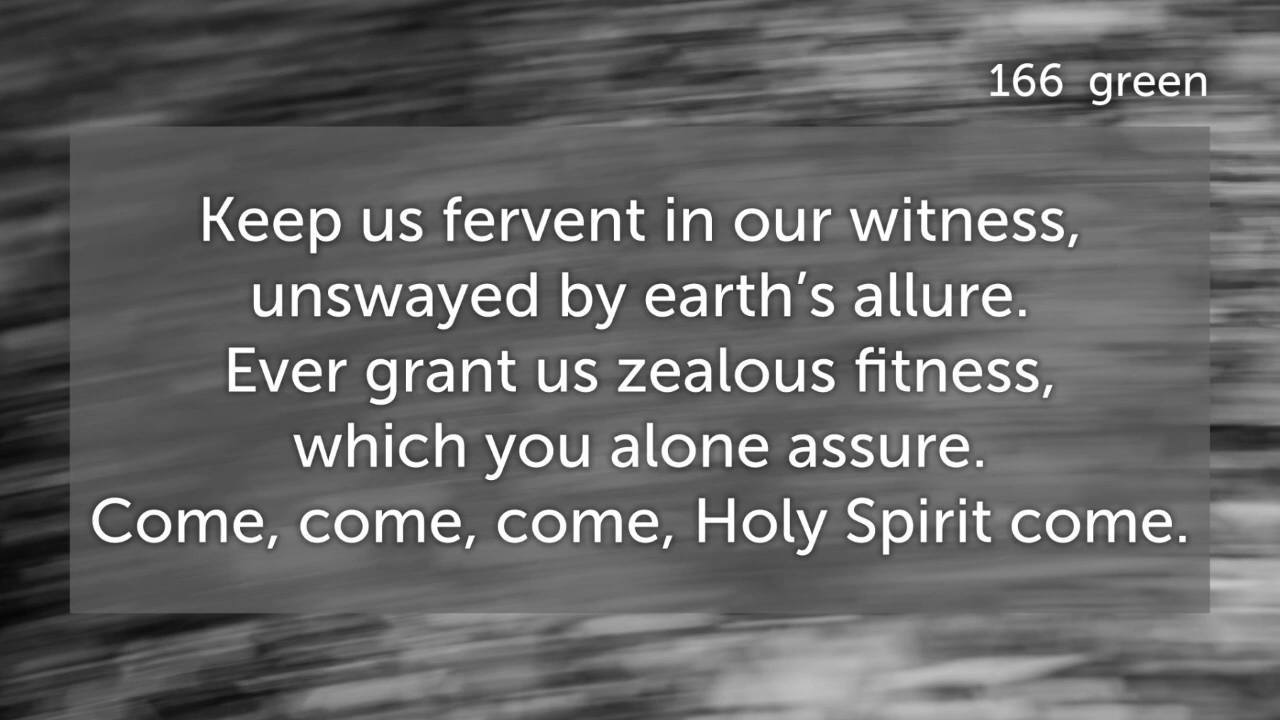 166 green
Keep us fervent in our witness,
unswayed by earth’s allure.
Ever grant us zealous fitness,
which you alone assure.
Come, come, come, Holy Spirit come.